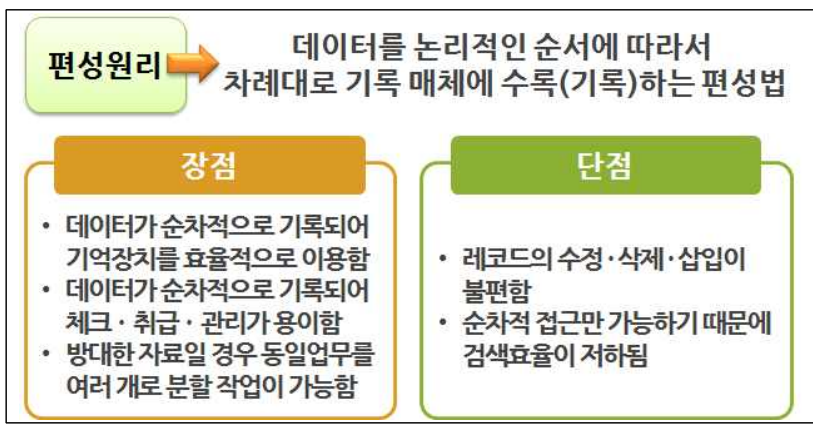 편성원리
데이터를 논리적인 순서에 따라서
차례대로 기록 매체에 수록(기록)하는 편성법
장점
• 데이터가 순차적으로 기록되어
기억장치를 효율적으로 이용함
• 데이터가 순차적으로 기록되어
체크·취급·관리가 용이함
• 방대한 자료일 경우 동일업무를
여러 개로 분할 작업이 가능함
단점
• 레코드의 수정·삭제·삽입이
불편함
• 순차적 접근만 가능하기 때문에
검색효율이 저하됨